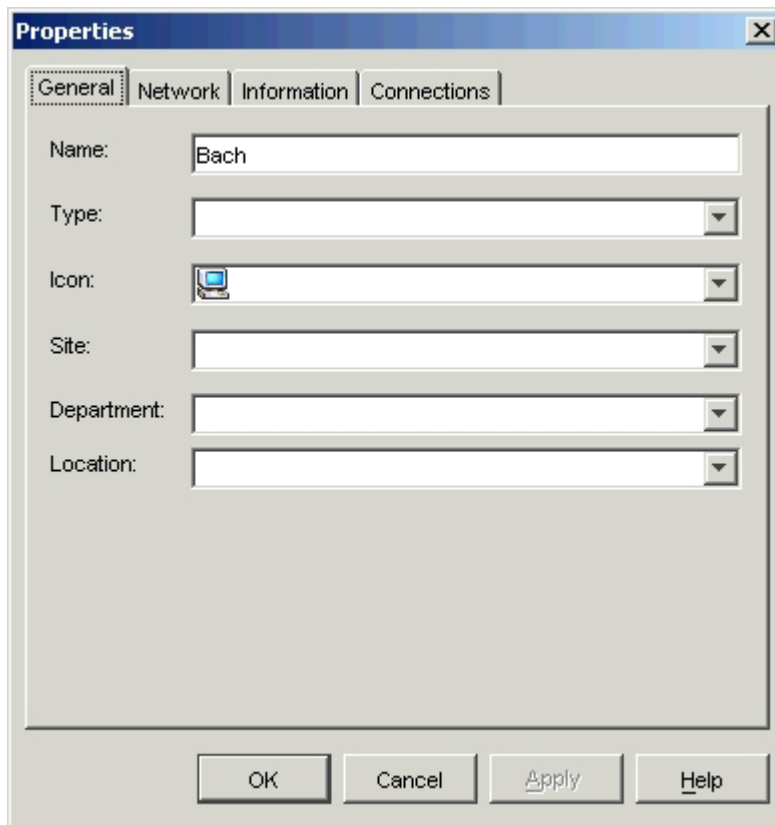 Properties
General Network Information Connections
Name: Bach
Type:
Icon:
Site:
Department:
Location:
OK Cancel Apply Help